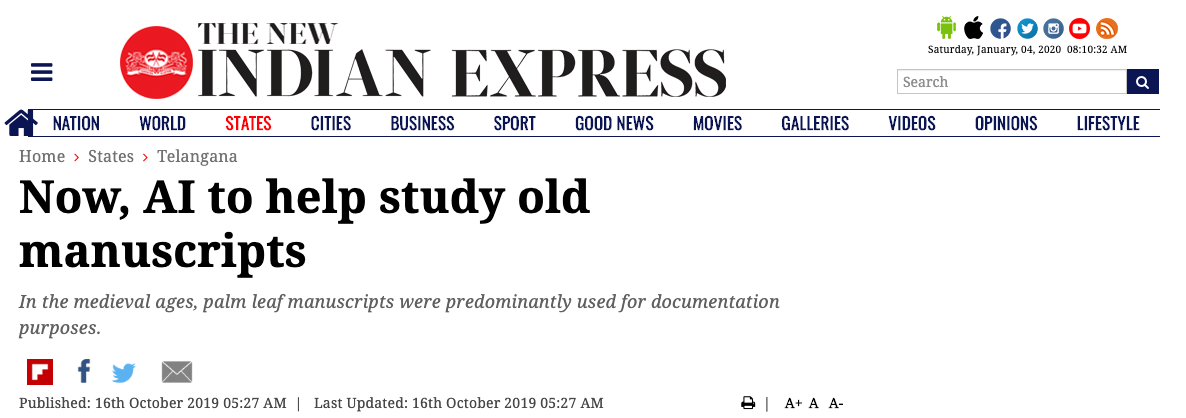 THE NEW
INDIAN EXPRESS
Saturday, January, 04, 2020 08:10:32 AM
Search
NATION WORLD STATES CITIES BUSINESS SPORT GOOD NEWS MOVIES GALLERIES VIDEOS OPINIONS LIFESTYLE
Home › States › Telangana
Now, AI to help study old
manuscripts
In the medieval ages, palm leaf manuscripts were predominantly used for documentation
purposes.
Published: 16th October 2019 05:27 AM | Last Updated: 16th October 2019 05:27 AM | A+ A A-